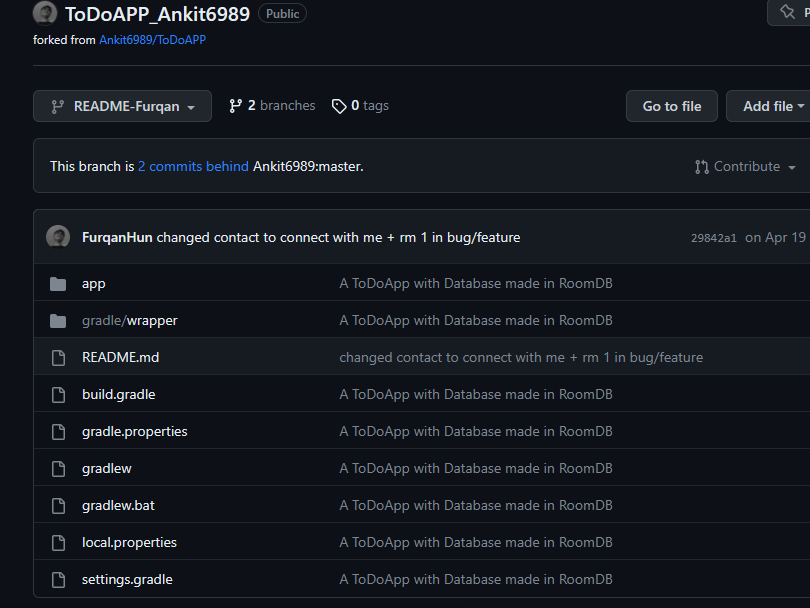 ToDoAPP_Ankit6989 Public
forked from Ankit6989/ToDoAPP
README-Furqan 2 branches 0 tags Go to file Add file
This branch is 2 commits behind Ankit6989:master. Contribute
FurqanHun changed contact to connect with me + rm 1 in bug/feature 29842a1 on Apr 19
app A ToDoApp with Database made in RoomDB
gradle/wrapper A ToDoApp with Database made in RoomDB
README.md changed contact to connect with me + rm 1 in bug/feature
build.gradle A ToDoApp with Database made in RoomDB
gradle.properties A ToDoApp with Database made in RoomDB
gradlew A ToDoApp with Database made in RoomDB
gradlew.bat A ToDoApp with Database made in RoomDB
local.properties A ToDoApp with Database made in RoomDB
settings.gradle A ToDoApp with Database made in RoomDB